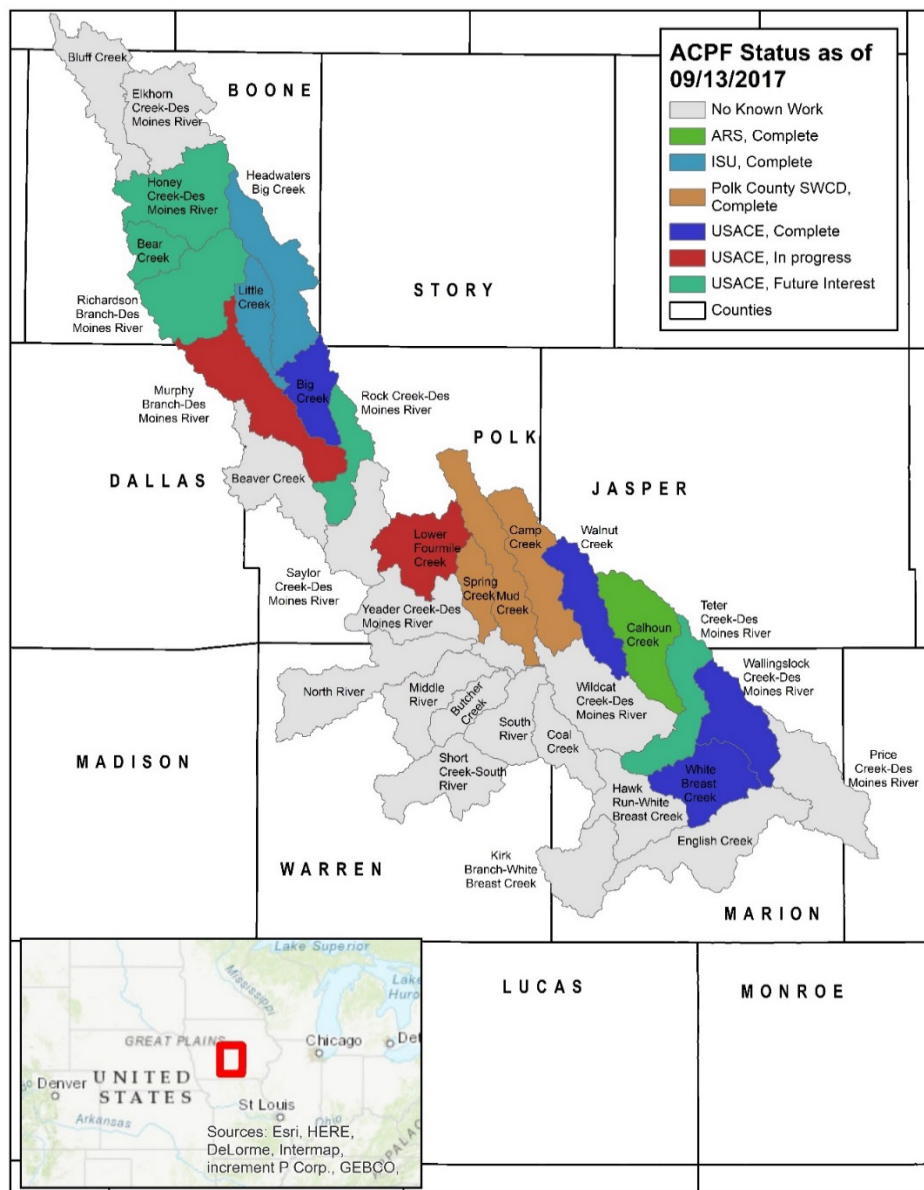 ACPF Status as of
09/13/2017
No Known Work
ARS, Complete
ISU, Complete
Polk County SWCD,
Complete
USACE, Complete
USACE, In progress
USACE, Future Interest
Counties
Bluff Creek
Elkhorn
Creek-Des
Moines River
BOONE
Headwaters
Big Creek
Honey
Creek-Des
Moines River
Bear
Creek
Little
Creek
STORY
Richardson
Branch-Des
Moines River
Big
Creek
Murphy
Branch-Des
Moines River
Rock Creek-Des
Moines River
POLK
DALLAS
Beaver Creek
JASPER
Lower
Fourmile
Creek
Camp
Creek
Walnut
Creek
Saylor
Creek-Des
Moines River
Spring
Creek
Mud
Creek
Yeader Creek-Des
Moines River
Calhoun
Creek
Teter
Creek-Des
Moines River
North River
Middle
River
Butcher
Creek
South
River
Coal
Creek
Wildcat
Creek-Des
Moines River
Wallingslock
Creek-Des
Moines River
MADISON
Short
Creek-South
River
White
Breast
Creek
Price
Creek-Des
Moines River
Hawk
Run-White
Breast Creek
English Creek
WARREN
Kirk
Branch-White
Breast Creek
MARION
LUCAS
MONROE
Lake Superior
Mississippi
Lake
Huro
GREAT PLAINS
Chicago
Det
Denver
UNITED
STATES
St Louis
Ohio
Arkansas
APPALAC
Sources: Esri, HERE,
DeLorme, Intermap,
increment P Corp., GEBCO,